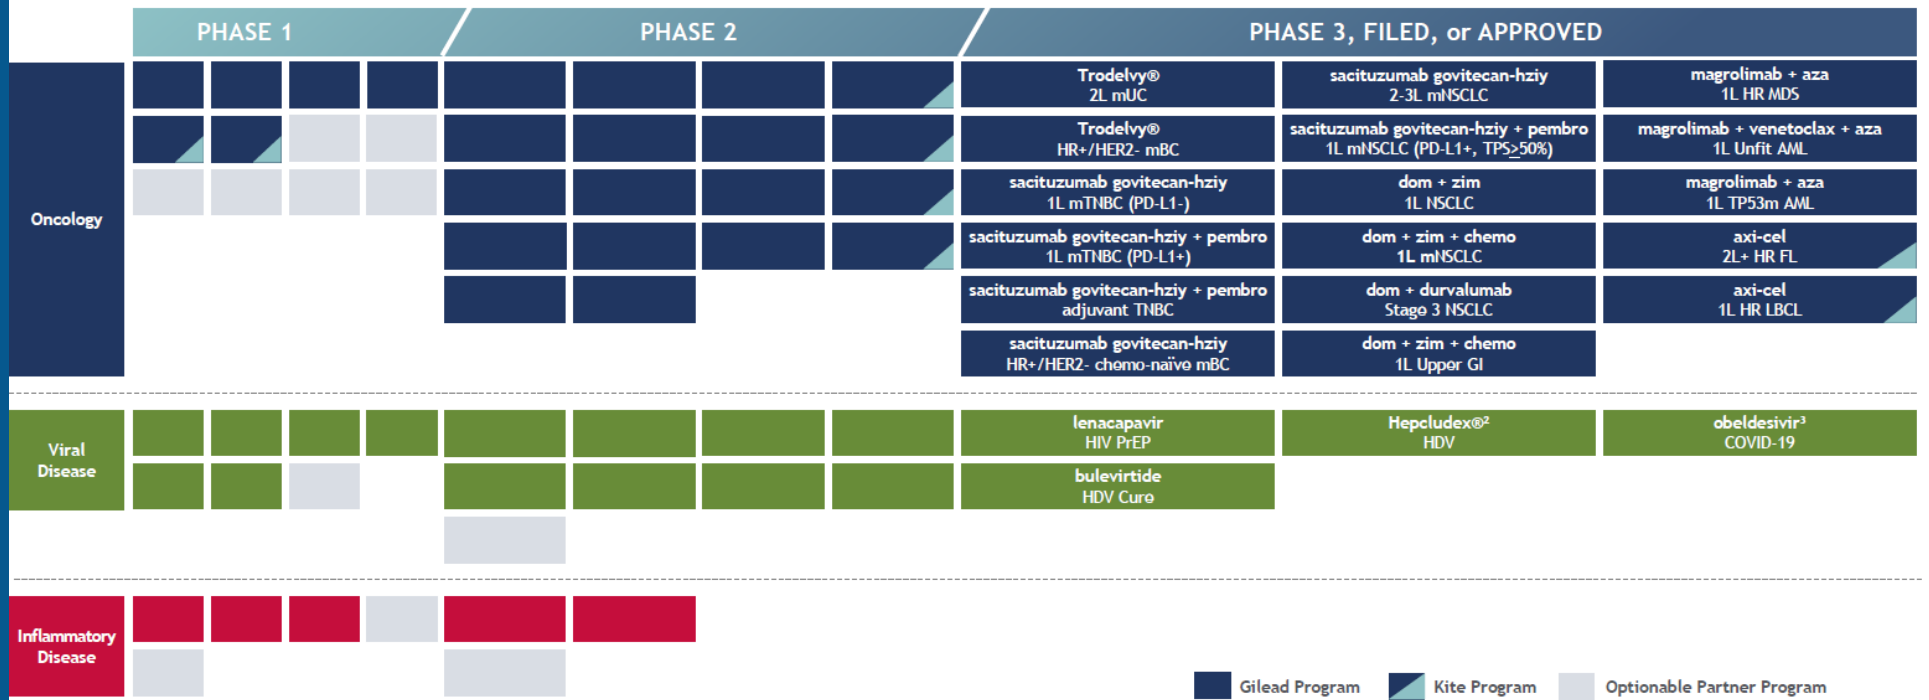 PHASE 1
PHASE 2
PHASE 3, FILED, or APPROVED
Oncology
Trodelvy®
2L mUC
sacituzumab govitecan-hziy
2-3L mNSCLC
magrolimab + aza
1L HR MDS
Trodelvy®
HR+/HER2- mBC
sacituzumab govitecan-hziy + pembro
1L mNSCLC (PD-L1+, TPS≥50%)
magrolimab + venetoclax + aza
1L Unfit AML
sacituzumab govitecan-hziy
1L mTNBC (PD-L1-)
dom + zim
1L NSCLC
magrolimab + aza
1L TP53m AML
sacituzumab govitecan-hziy + pembro
1L mTNBC (PD-L1+)
dom + zim + chemo
1L mNSCLC
axi-cel
2L+ HR FL
sacituzumab govitecan-hziy + pembro
adjuvant TNBC
dom + durvalumab
Stage 3 NSCLC
axi-cel
1L HR LBCL
sacituzumab govitecan-hziy
HR+/HER2- chemo-naïve mBC
dom + zim + chemo
1L Upper GI
Viral
Disease
lenacapavir
HIV PrEP
Hepcludex®²
HDV
obeldesivir³
COVID-19
bulevirtide
HDV Cure
Inflammatory
Disease
Gilead Program
Kite Program
Optionable Partner Program